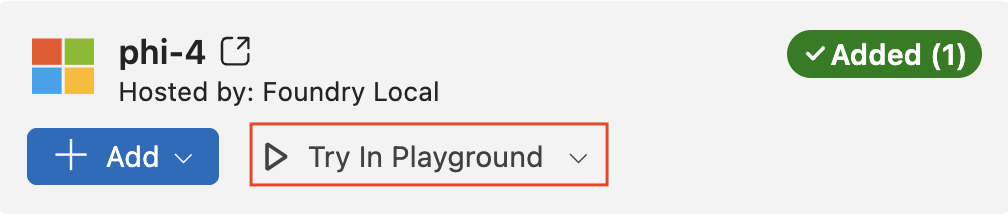 phi-4
Added (1)
Hosted by: Foundry Local
Add
Try In Playground